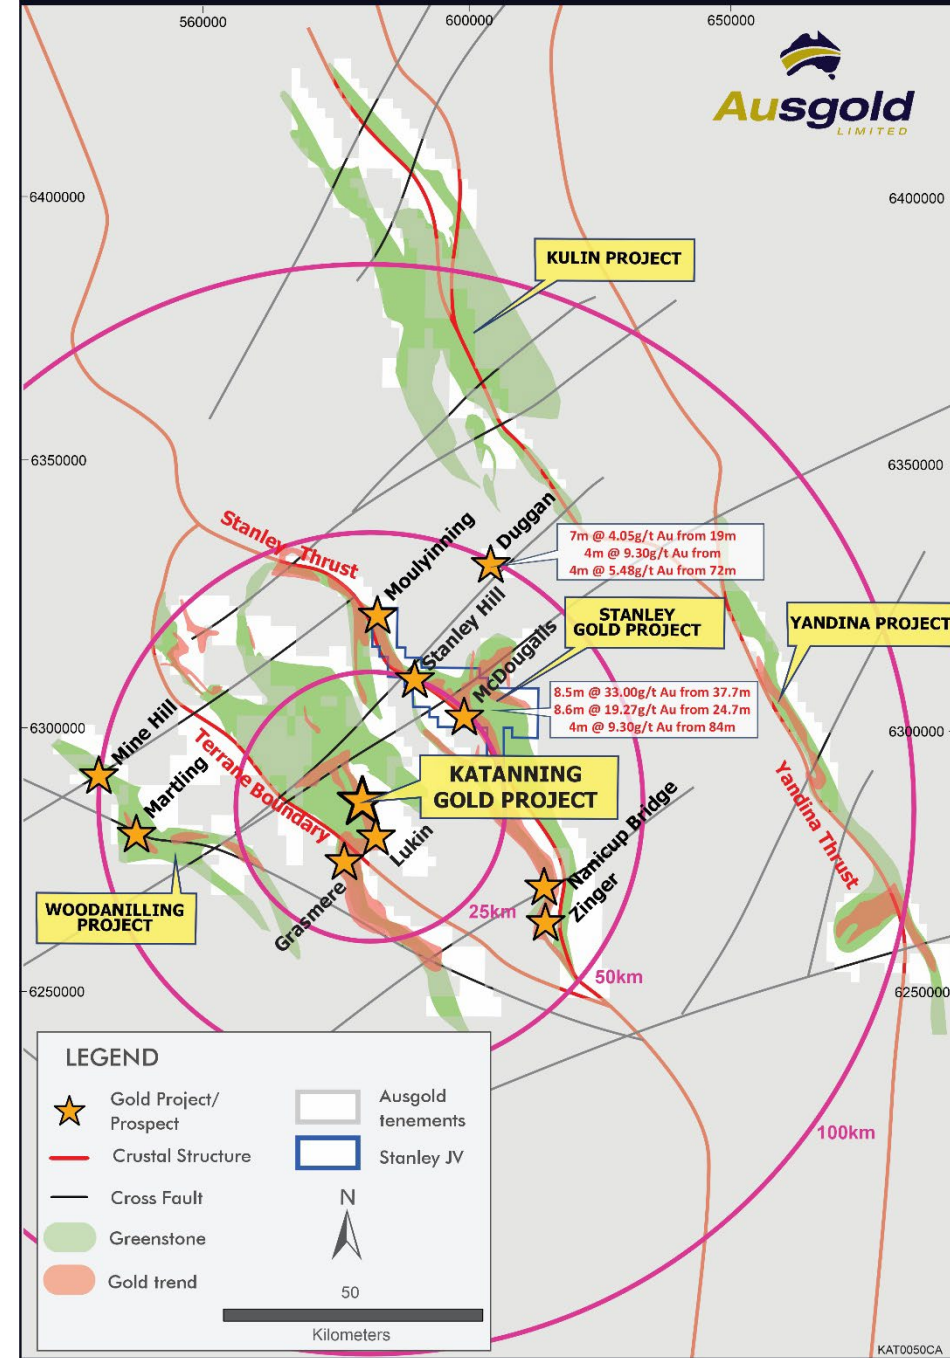 560000
600000
650000
Ausgold
LIMITED
6400000
6400000
KULIN PROJECT
6350000
6350000
Stanley Thrust
Moulyinning
Duggan
7m @ 4.05g/t Au from 19m
4m @ 9.30g/t Au from
4m @ 5.48g/t Au from 72m
Stanley Hill
STANLEY
GOLD PROJECT
YANDINA PROJECT
McDougalls
8.5m @ 33.00g/t Au from 37.7m
8.6m @ 19.27g/t Au from 24.7m
4m @ 9.30g/t Au from 84m
6300000
6300000
Mine Hill
Martling
Terrane Boundary
KATANNING
GOLD PROJECT
Yandina Thrust
Lukin
Grasmere
Nanicup Bridge
Zinger
WOODANILLING
PROJECT
25km
50km
6250000
6250000
100km
LEGEND
Gold Project/
Prospect
Crustal Structure
Cross Fault
Greenstone
Gold trend
Ausgold
tenements
Stanley JV
N
50
Kilometers
KAT0050CA